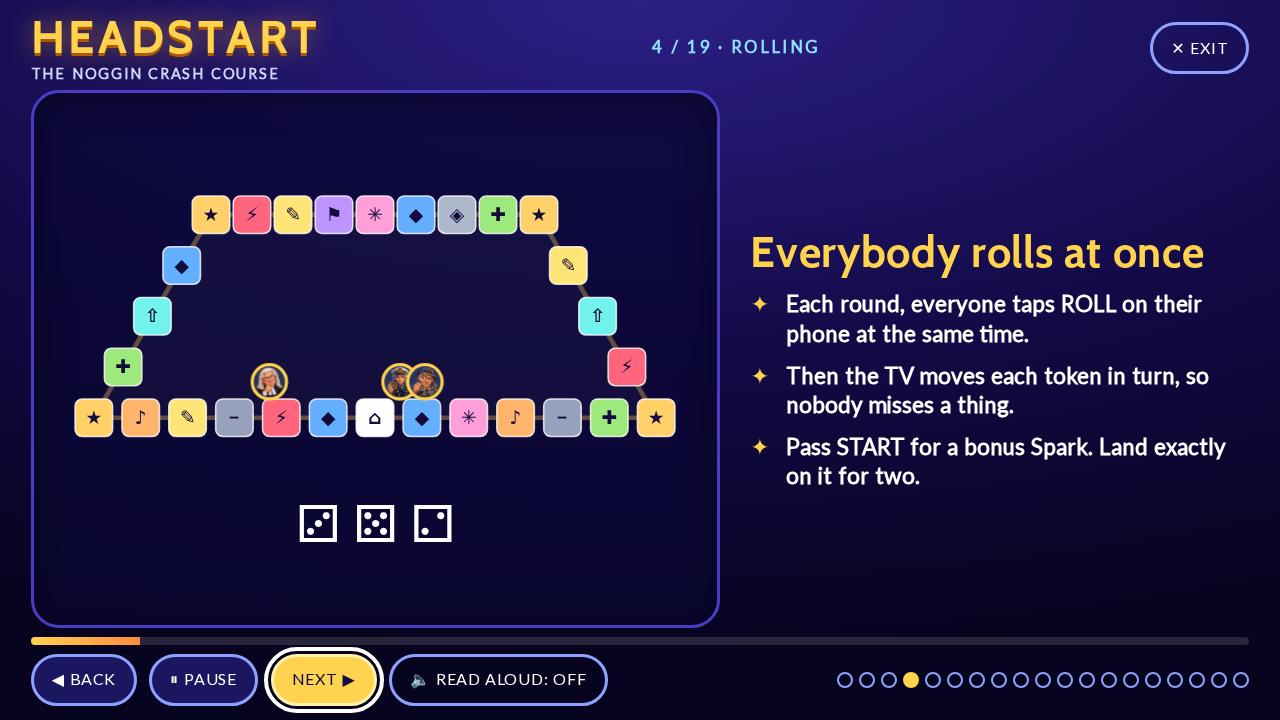 HEADSTART
THE NOGGIN CRASH COURSE
4 / 19 · ROLLING
✕ EXIT
Everybody rolls at once
✦ Each round, everyone taps ROLL on their
phone at the same time.
✦ Then the TV moves each token in turn, so
nobody misses a thing.
✦ Pass START for a bonus Spark. Land exactly
on it for two.
◀ BACK
⏸ PAUSE
NEXT ▶
🔈 READ ALOUD: OFF